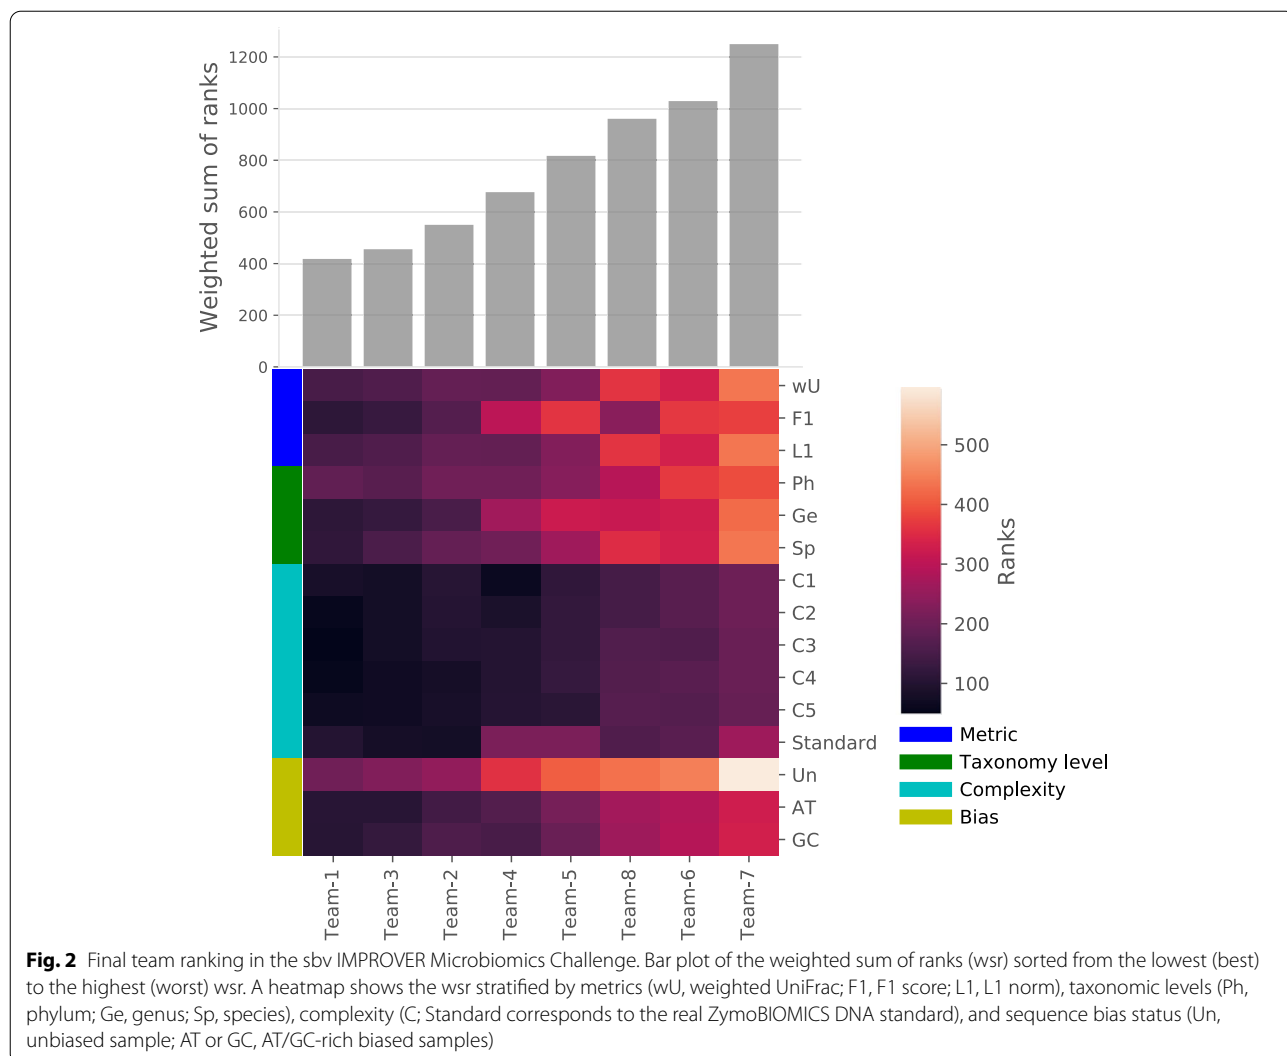 Weighted sum of ranks
1200
1000
800
600
400
200
0
wU
F1
L1
Ph
Ge
Sp
C1
C2
C3
C4
C5
Standard
Un
AT
GC
500
400
300
200
100
Ranks
Metric
Taxonomy level
Complexity
Bias
Team-1
Team-3
Team-2
Team-4
Team-5
Team-8
Team-6
Team-7
Fig. 2 Final team ranking in the sbv IMPROVER Microbiomics Challenge. Bar plot of the weighted sum of ranks (wsr) sorted from the lowest (best)
to the highest (worst) wsr. A heatmap shows the wsr stratified by metrics (wU, weighted UniFrac; F1, F1 score; L1, L1 norm), taxonomic levels (Ph,
phylum; Ge, genus; Sp, species), complexity (C; Standard corresponds to the real ZymoBIOMICS DNA standard), and sequence bias status (Un,
unbiased sample; AT or GC, AT/GC-rich biased samples)